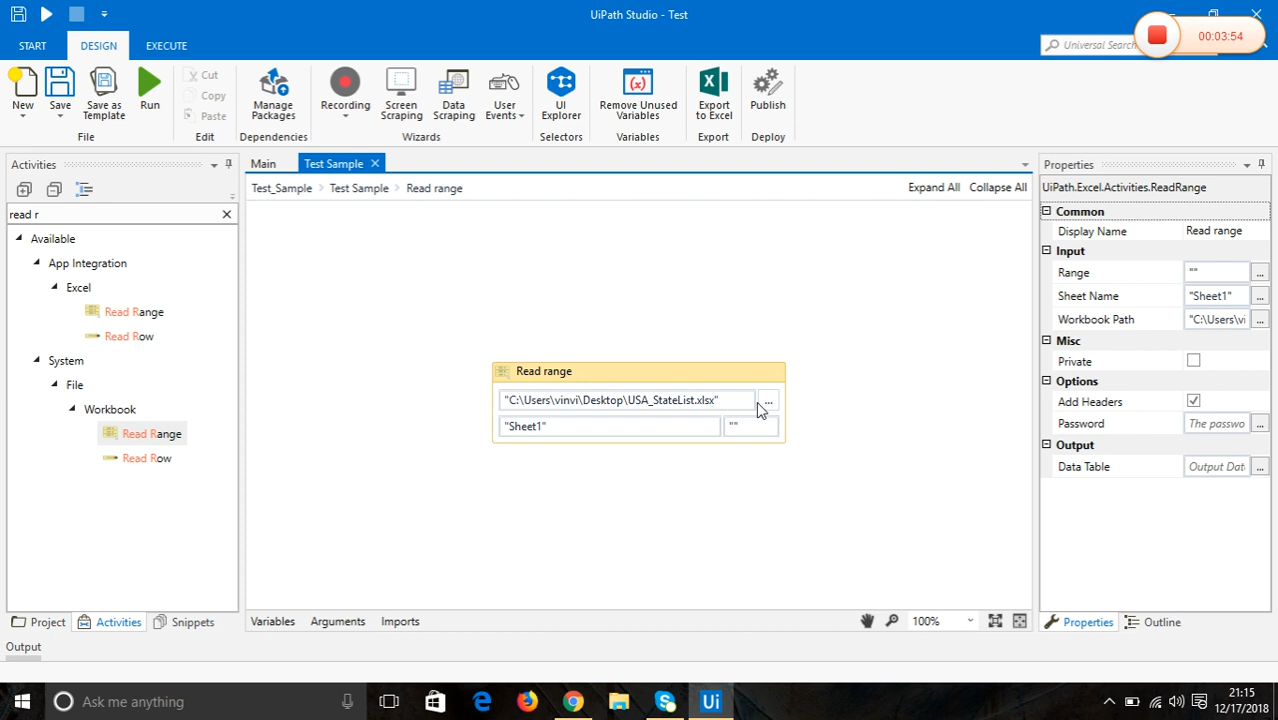 UiPath Studio - Test
00:03:54
START
DESIGN
EXECUTE
Universal Search
New
Save
Save as
Template
Run
Cut
Copy
Paste
Manage
Packages
Recording
Screen
Scraping
Data
Scraping
User
Events
UI
Explorer
Remove Unused
Variables
Export
to Excel
Publish
File
Edit
Dependencies
Wizards
Selectors
Variables
Export
Deploy
Activities
Main
Test Sample
Properties
Test_Sample
Test Sample
Read range
Expand All
Collapse All
UiPath.Excel.Activities.ReadRange
read r
Available
App Integration
Excel
Read Range
Read Row
System
File
Workbook
Read Range
Read Row
Read range
"C:\Users\vinvi\Desktop\USA_StateList.xlsx"
...
"Sheet1"
""
Common
Display Name
Read range
Input
Range
""
...
Sheet Name
"Sheet1"
...
Workbook Path
"C:\Users\vi
...
Misc
Private
Options
Add Headers
Password
The passwo
...
Output
Data Table
Output Dat
...
Project
Activities
Snippets
Variables
Arguments
Imports
100%
Properties
Outline
Output
Ask me anything
Ui
21:15
12/17/2018